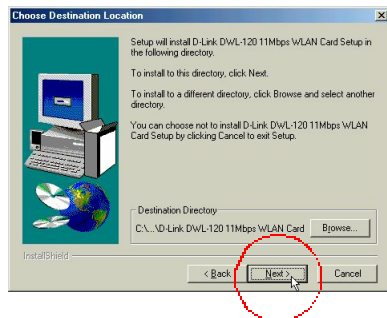 Choose Destination Location
Setup will install D-Link DWL-120 11Mbps WLAN Card Setup in
the following directory.
To install to this directory, click Next.
To install to a different directory, click Browse and select another
directory.
You can choose not to install D-Link DWL-120 11Mbps WLAN
Card Setup by clicking Cancel to exit Setup.
Destination Directory
C:\...\D-Link DWL-120 11Mbps WLAN Card
Browse...
InstallShield
< Back
Next >
Cancel